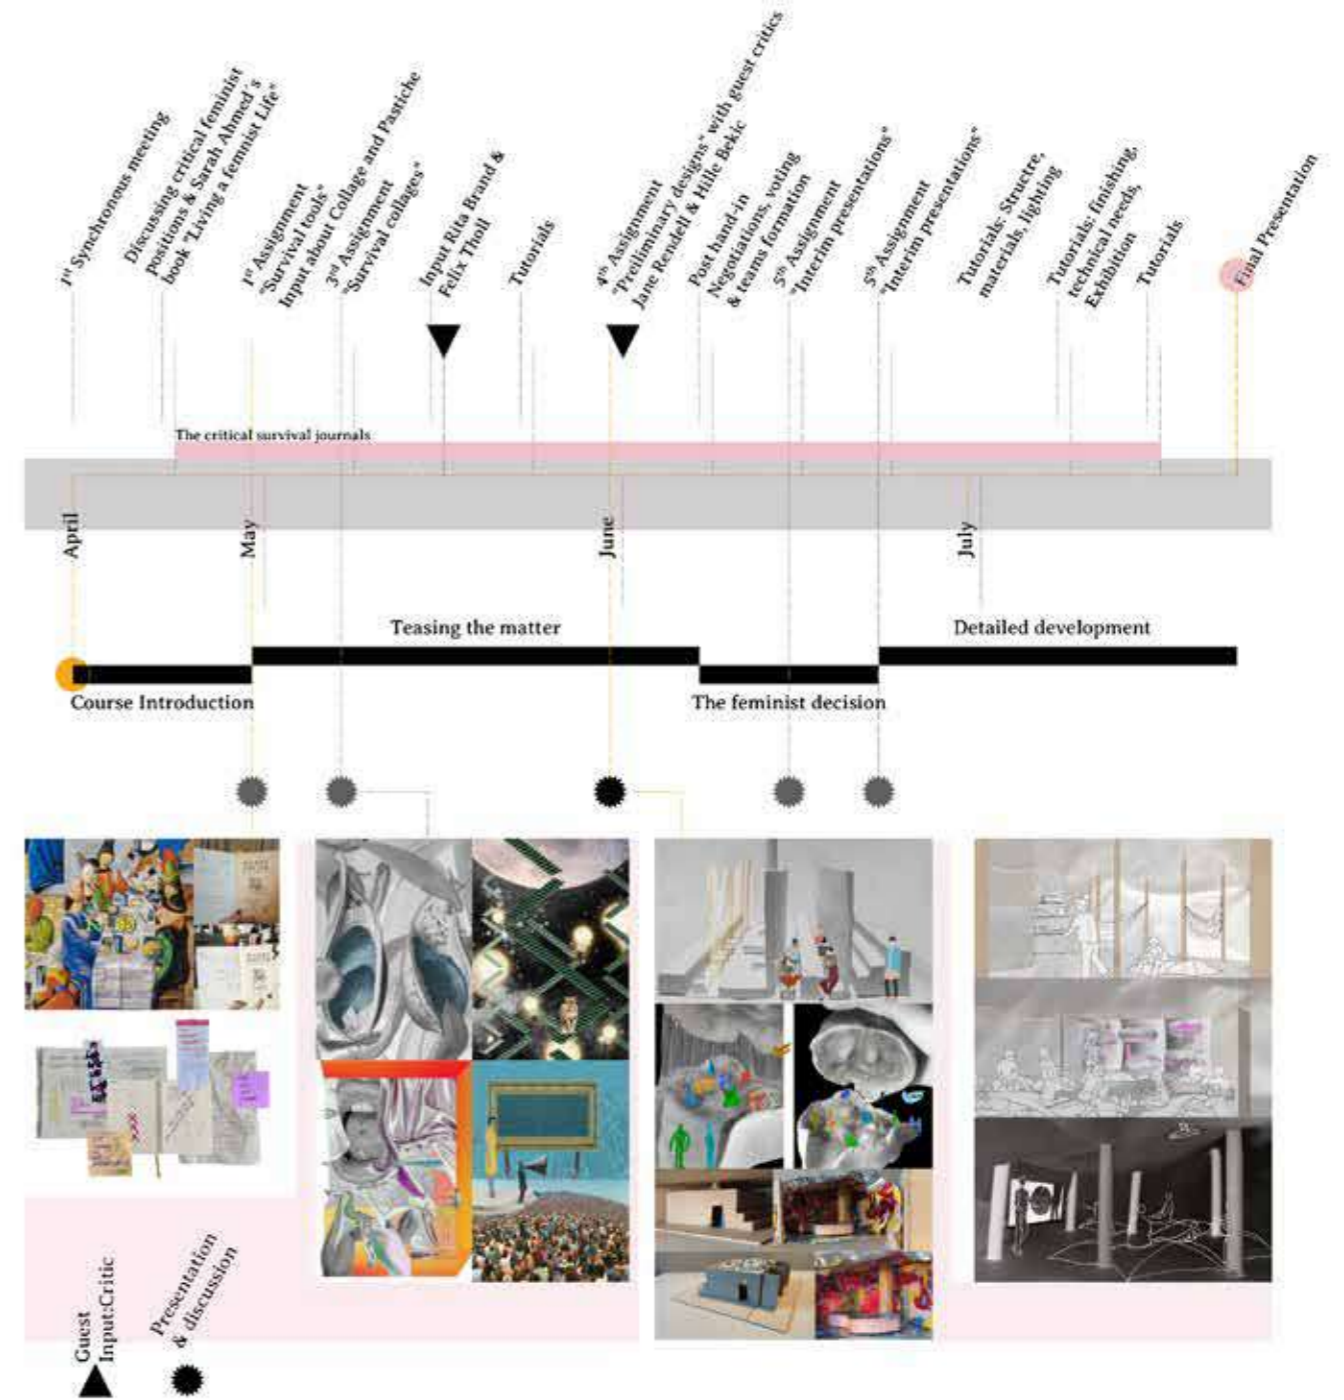 1st Synchronous meeting
Discussing critical feminist
positions & Sarah Ahmed's
book "Living a femnist Life"
1st Assignment
"Survival tools"
Input about Collage and Pastiche
3rd Assignment
"Survival collages"
Input Rita Brand &
Felix Tholl
Tutorials
4th Assignment
"Preliminary designs" with guest critics
Jane Rendell & Hille Bekic
Post hand-in
Negotiations, voting
& teams formation
5th Assignment
"Interim presentations"
5th Assignment
"Interim presentations"
Tutorials: Structre,
materials, lighting
Tutorials: finishing,
technical needs,
Exhibition
Tutorials
Final Presentation
The critical survival journals
April
May
June
July
Teasing the matter
Detailed development
Course Introduction
The feminist decision
Guest
Input:Critic
Presentation
& discussion